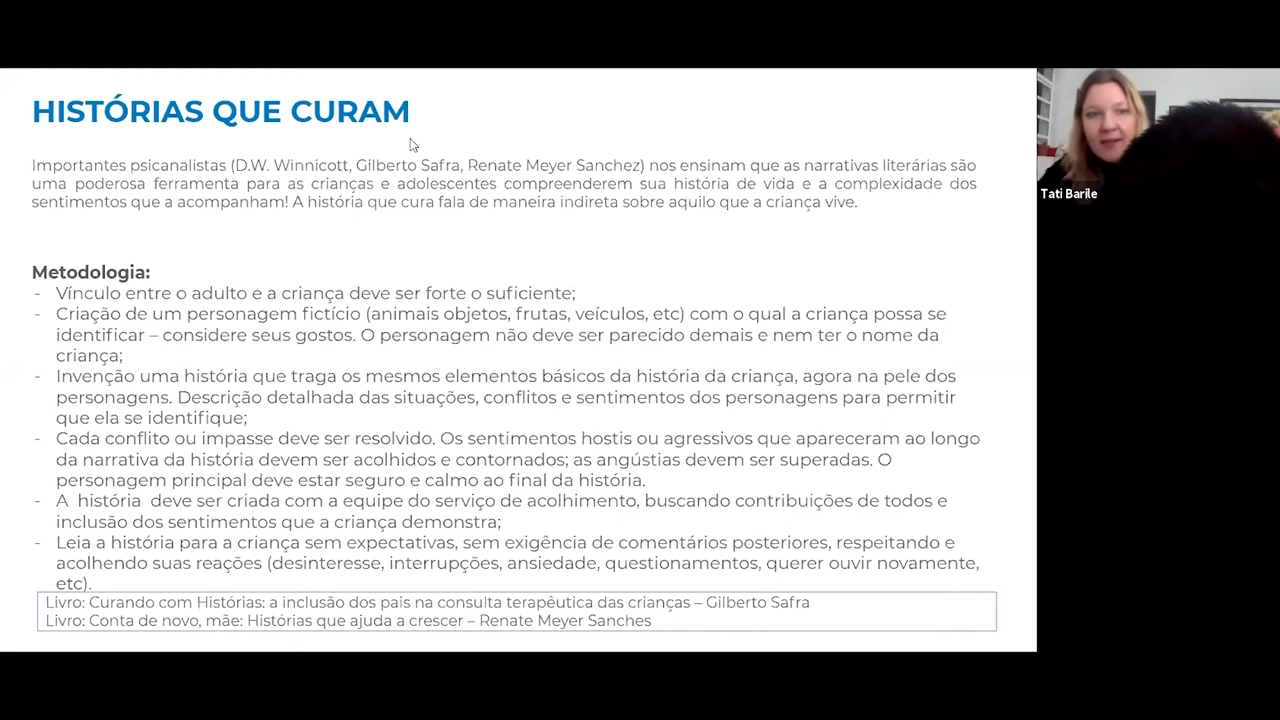 HISTÓRIAS QUE CURAM
Importantes psicanalistas (D.W. Winnicott, Gilberto Safra, Renate Meyer Sanchez) nos ensinam que as narrativas literárias são
uma poderosa ferramenta para as crianças e adolescentes compreenderem sua história de vida e a complexidade dos
sentimentos que a acompanham! A história que cura fala de maneira indireta sobre aquilo que a criança vive.
Metodologia:
- Vínculo entre o adulto e a criança deve ser forte o suficiente;
- Criação de um personagem fictício (animais objetos, frutas, veículos, etc) com o qual a criança possa se
identificar – considere seus gostos. O personagem não deve ser parecido demais e nem ter o nome da
criança;
- Invenção uma história que traga os mesmos elementos básicos da história da criança, agora na pele dos
personagens. Descrição detalhada das situações, conflitos e sentimentos dos personagens para permitir
que ela se identifique;
- Cada conflito ou impasse deve ser resolvido. Os sentimentos hostis ou agressivos que apareceram ao longo
da narrativa da história devem ser acolhidos e contornados; as angústias devem ser superadas. O
personagem principal deve estar seguro e calmo ao final da história.
- A história deve ser criada com a equipe do serviço de acolhimento, buscando contribuições de todos e
inclusão dos sentimentos que a criança demonstra;
- Leia a história para a criança sem expectativas, sem exigência de comentários posteriores, respeitando e
acolhendo suas reações (desinteresse, interrupções, ansiedade, questionamentos, querer ouvir novamente,
etc).
Livro: Curando com Histórias: a inclusão dos pais na consulta terapêutica das crianças – Gilberto Safra
Livro: Conta de novo, mãe: Histórias que ajuda a crescer – Renate Meyer Sanches
Tati Barile